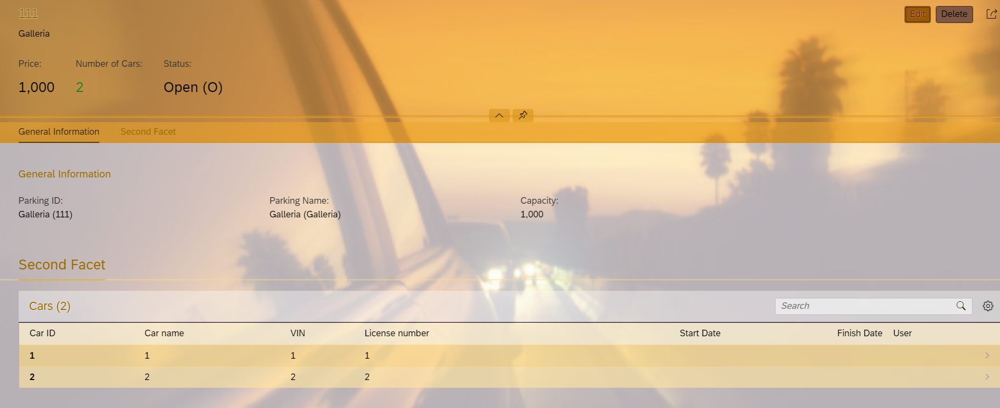 111
Edit Delete
Galleria
Price: Number of Cars: Status:
1,000 2 Open (O)
General Information Second Facet
General Information
Parking ID: Parking Name: Capacity:
Galleria (111) Galleria (Galleria) 1,000
Second Facet
Cars (2) Search
Car ID Car name VIN License number Start Date Finish Date User
1 1 1 1
2 2 2 2